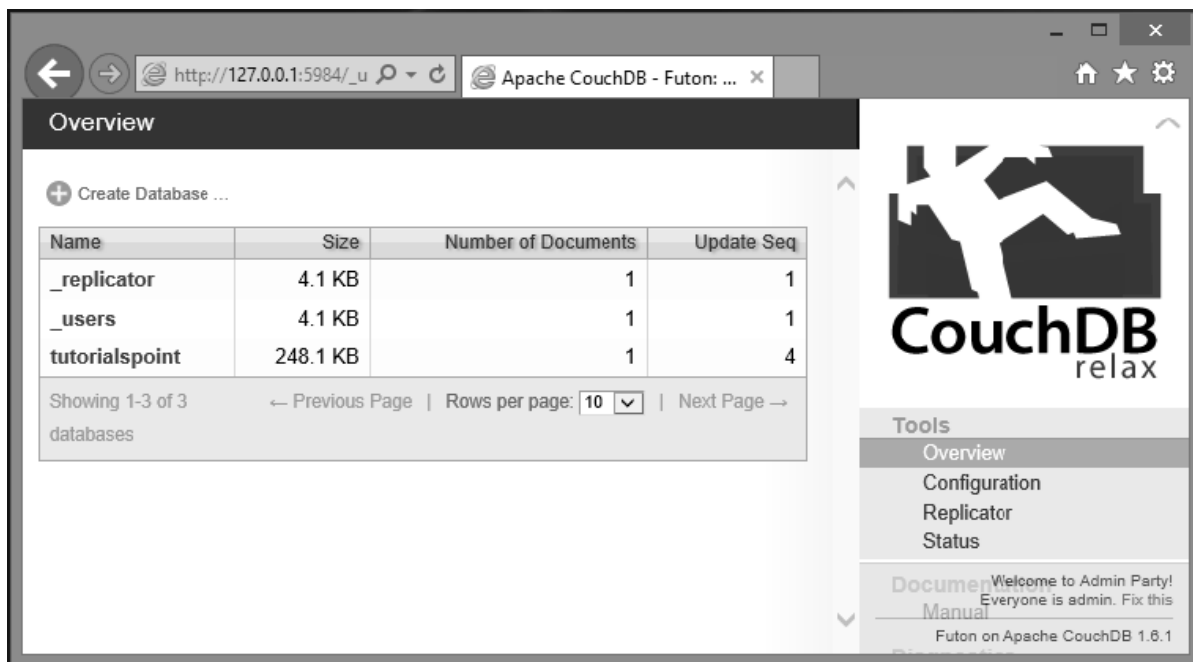 http://127.0.0.1:5984/_u
Apache CouchDB - Futon: ...
Overview
Create Database ...
Name Size Number of Documents Update Seq
_replicator 4.1 KB 1 1
_users 4.1 KB 1 1
tutorialspoint 248.1 KB 1 4
Showing 1-3 of 3 databases
← Previous Page | Rows per page: 10 | Next Page →
CouchDB
relax
Tools
Overview
Configuration
Replicator
Status
Documentation
Manual
Welcome to Admin Party!
Everyone is admin. Fix this
Futon on Apache CouchDB 1.6.1